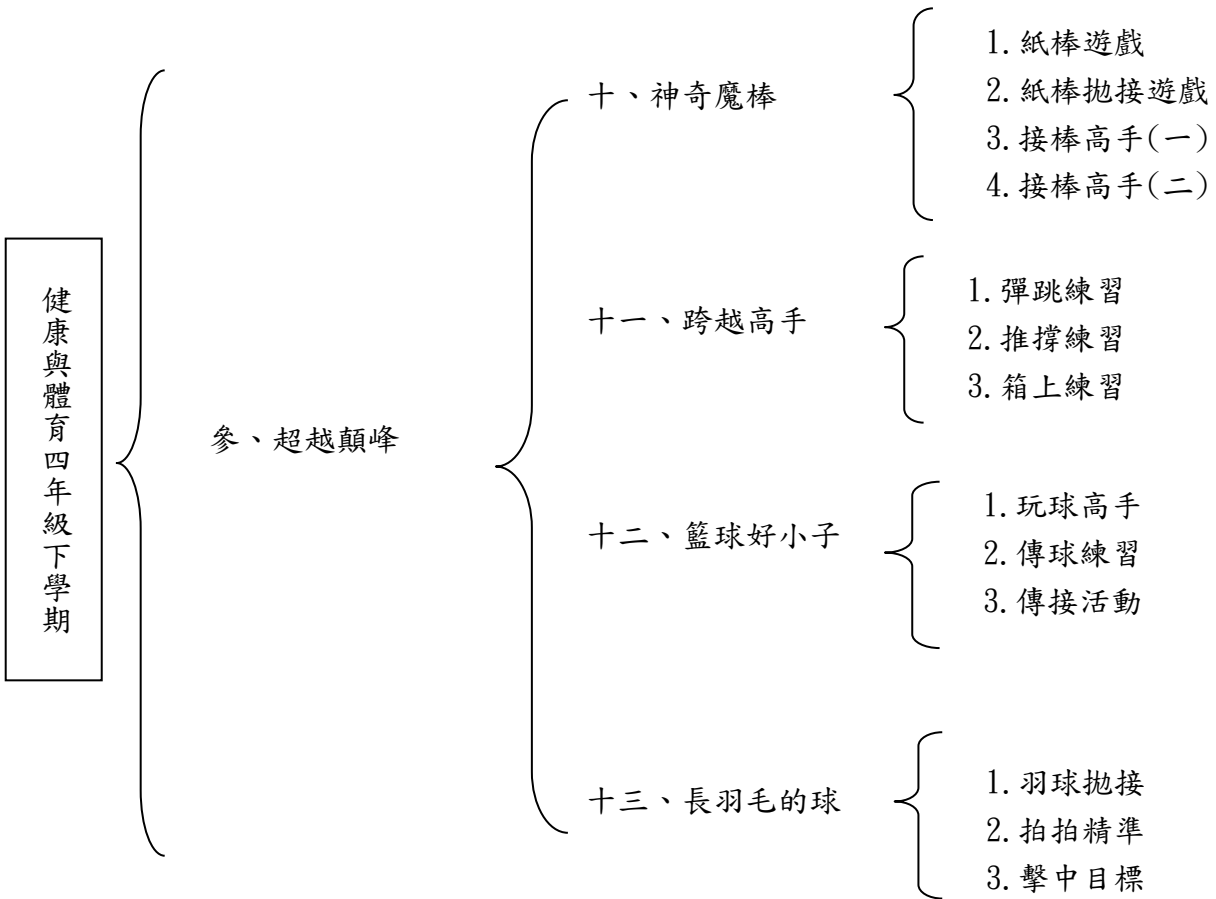 健康與體育四年級下學期
參、超越顛峰
十、神奇魔棒
1.紙棒遊戲
2.紙棒拋接遊戲
3.接棒高手(一)
4.接棒高手(二)
十一、跨越高手
1.彈跳練習
2.推撐練習
3.箱上練習
十二、籃球好小子
1.玩球高手
2.傳球練習
3.傳接活動
十三、長羽毛的球
1.羽球拋接
2.拍拍精準
3.擊中目標